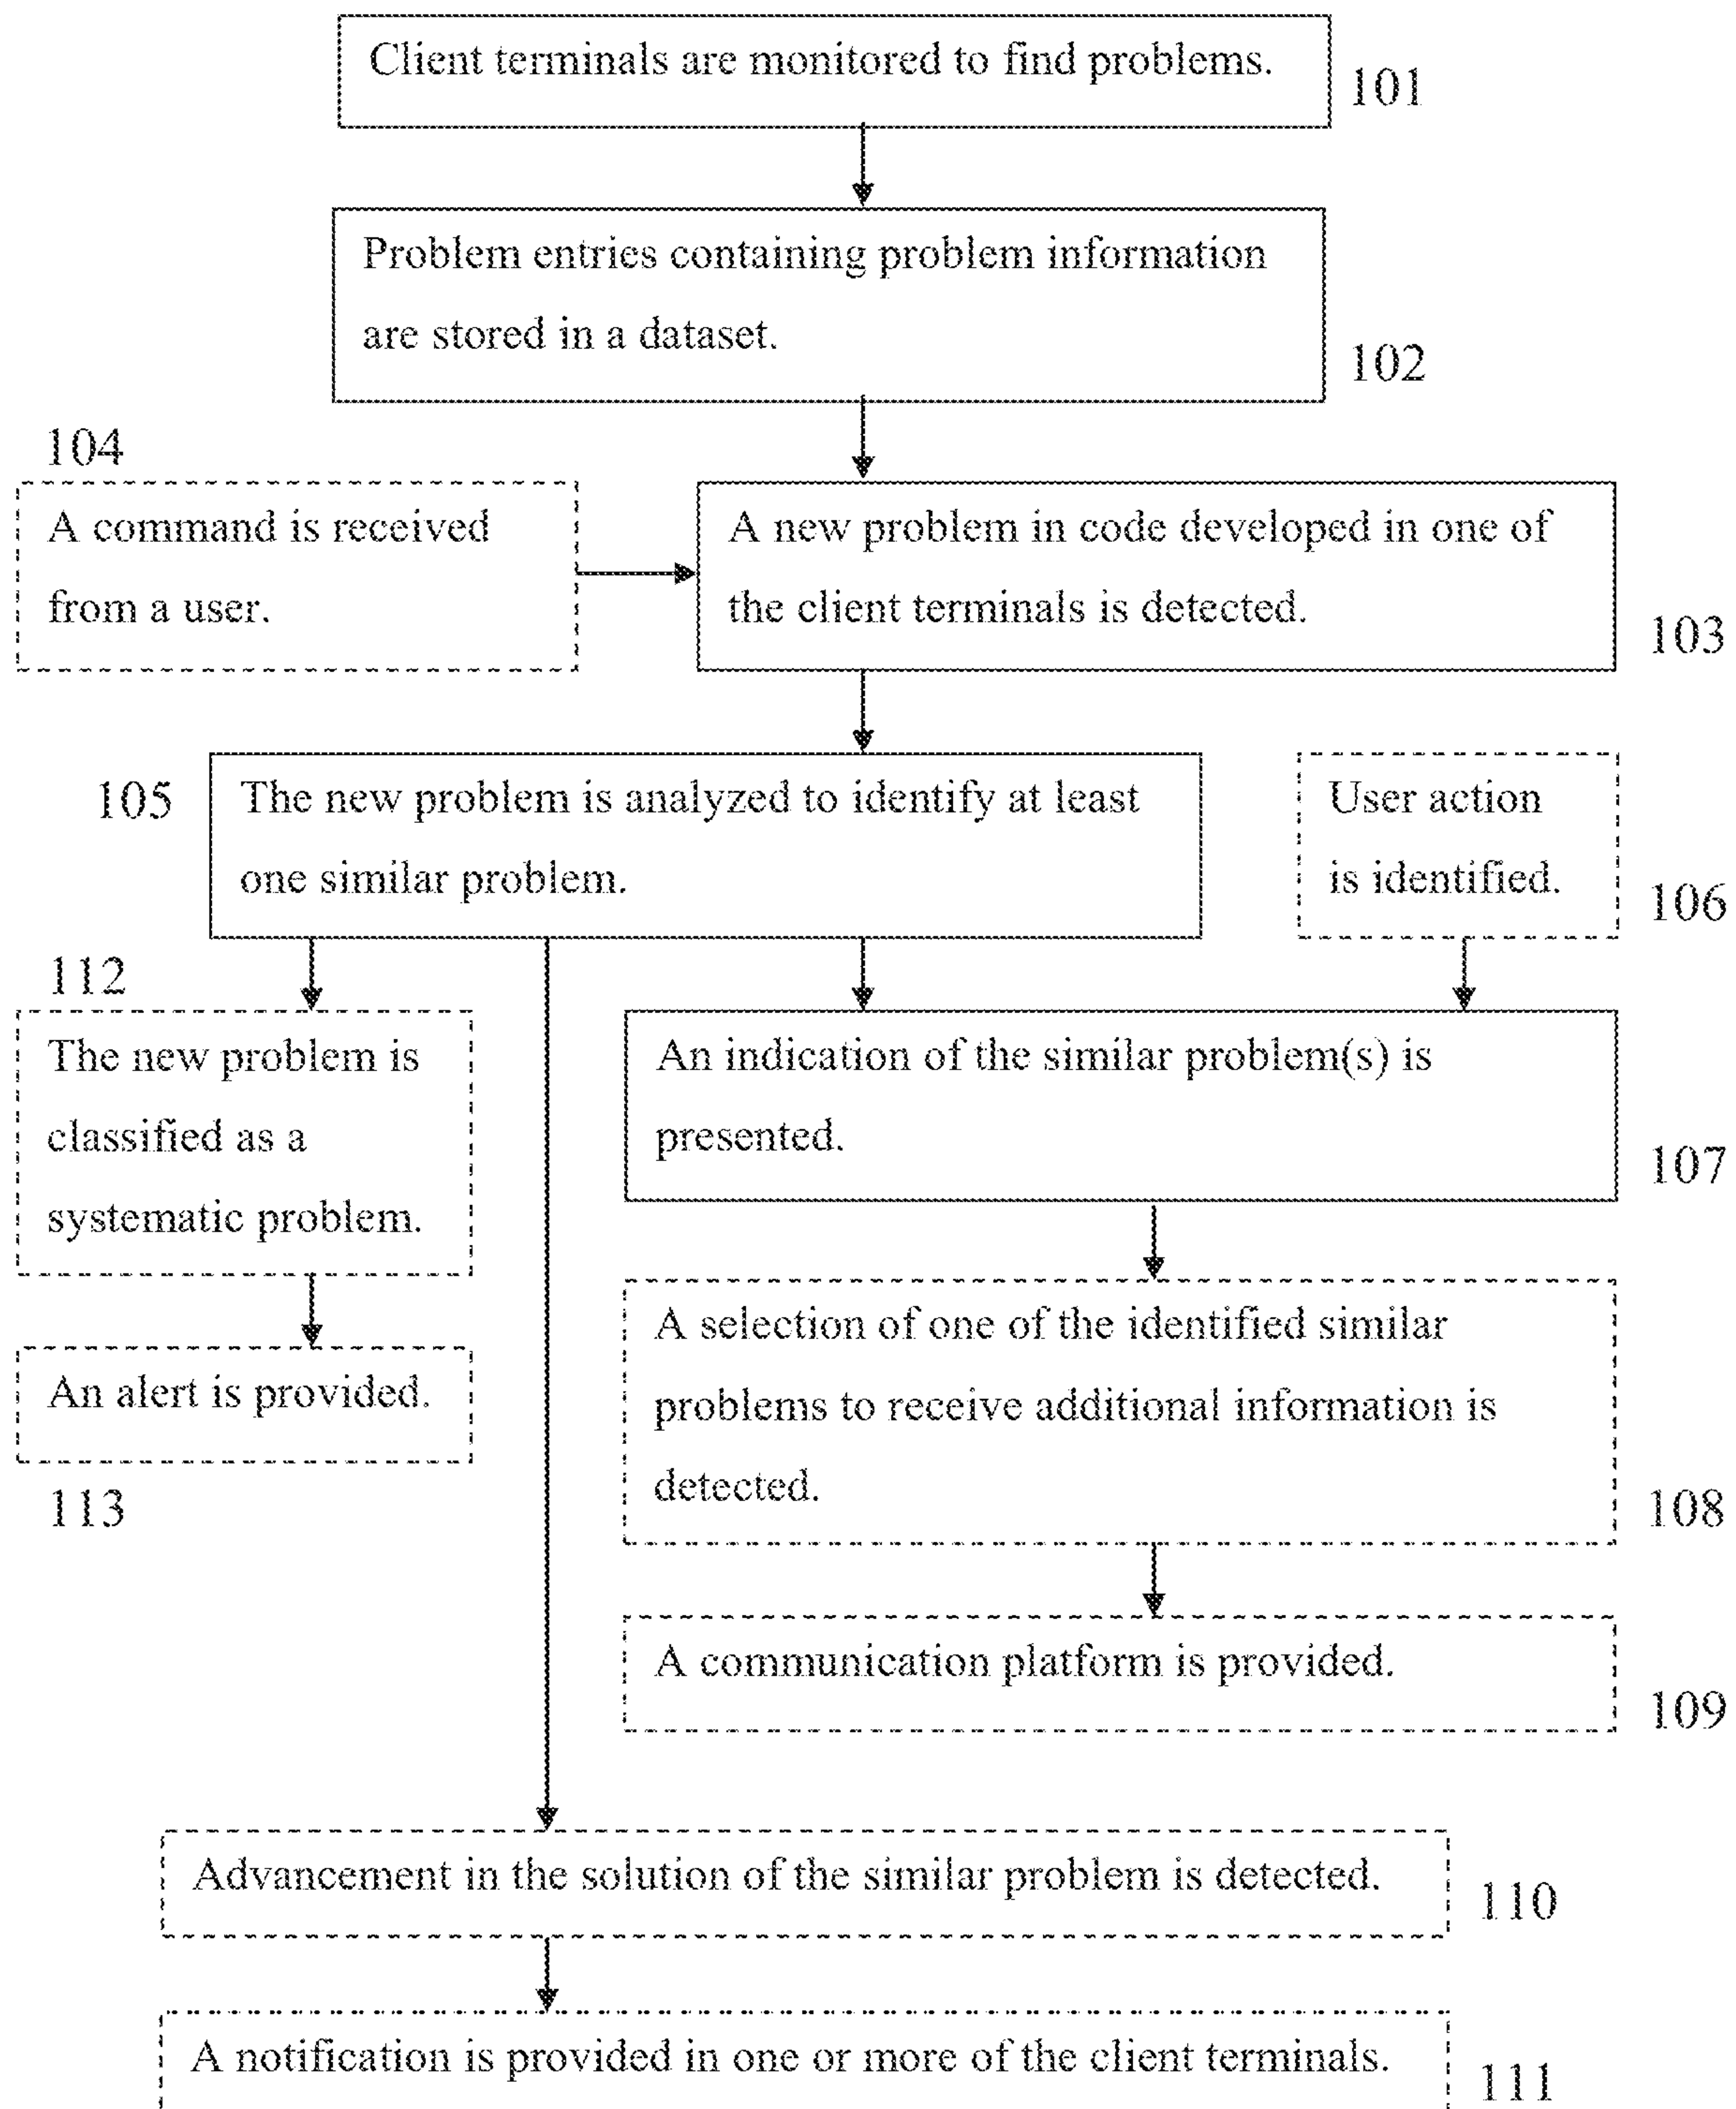 Client terminals are monitored to find problems.
101
Problem entries containing problem information
are stored in a dataset.
102
104
A command is received
from a user.
A new problem in code developed in one of
the client terminals is detected.
103
105
The new problem is analyzed to identify at least
one similar problem.
User action
is identified.
106
112
The new problem is
classified as a
systematic problem.
An indication of the similar problem(s) is
presented.
107
An alert is provided.
113
A selection of one of the identified similar
problems to receive additional information is
detected.
108
A communication platform is provided.
109
Advancement in the solution of the similar problem is detected.
110
A notification is provided in one or more of the client terminals.
111